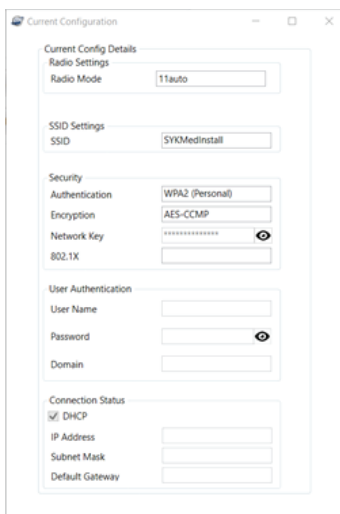 Current Configuration
Current Config Details
Radio Settings
Radio Mode 11auto
SSID Settings
SSID SYKMedInstall
Security
Authentication WPA2 (Personal)
Encryption AES-CCMP
Network Key **************
802.1X
User Authentication
User Name
Password
Domain
Connection Status
DHCP
IP Address
Subnet Mask
Default Gateway